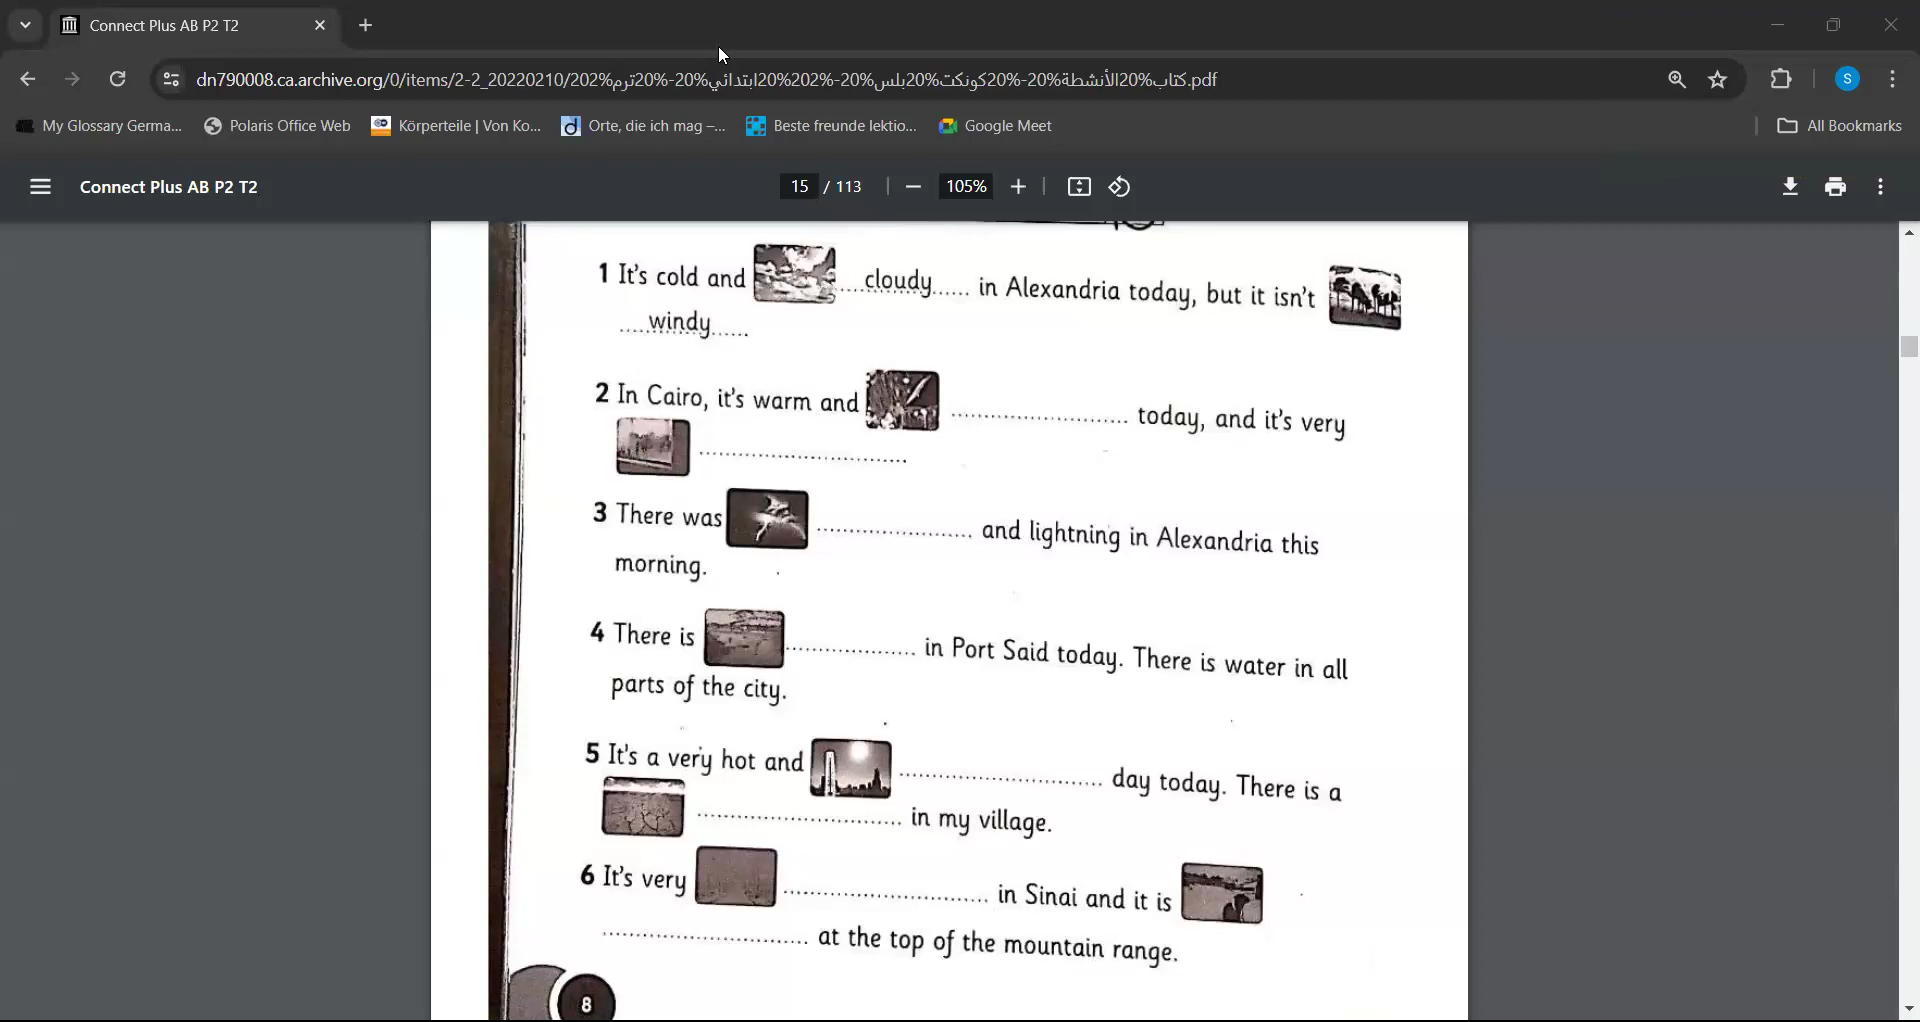 Connect Plus AB P2 T2
dn790008.ca.archive.org/0/items/2-2_20220210/202%كتاب%20الأنشطة%20-%20كونكت%20بلس%20-%202%20ابتدائي%20-%20ترم.pdf
S
My Glossary Germa...
Polaris Office Web
Körperteile | Von Ko...
Orte, die ich mag –...
Beste freunde lektio...
Google Meet
All Bookmarks
Connect Plus AB P2 T2
15 / 113
105%
1 It's cold and ....cloudy...... in Alexandria today, but it isn't
....windy.....
2 In Cairo, it's warm and .............................. today, and it's very
...................................
3 There was .......................... and lightning in Alexandria this
morning.
4 There is ...................... in Port Said today. There is water in all
parts of the city.
5 It's a very hot and .................................. day today. There is a
.................................. in my village.
6 It's very .................................. in Sinai and it is
.................................. at the top of the mountain range.
8